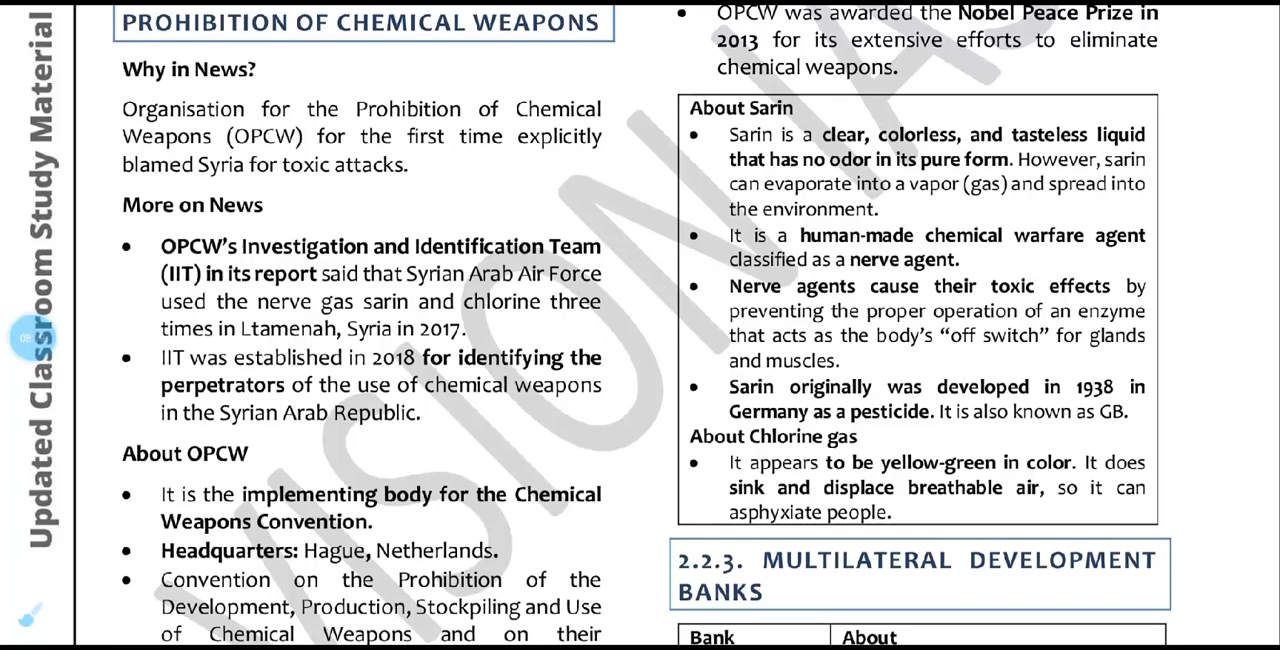 Updated Classroom Study Material
PROHIBITION OF CHEMICAL WEAPONS
Why in News?
Organisation for the Prohibition of Chemical
Weapons (OPCW) for the first time explicitly
blamed Syria for toxic attacks.
More on News
• OPCW's Investigation and Identification Team
(IIT) in its report said that Syrian Arab Air Force
used the nerve gas sarin and chlorine three
times in Ltamenah, Syria in 2017.
• IIT was established in 2018 for identifying the
perpetrators of the use of chemical weapons
in the Syrian Arab Republic.
About OPCW
• It is the implementing body for the Chemical
Weapons Convention.
• Headquarters: Hague, Netherlands.
• Convention on the Prohibition of the
Development, Production, Stockpiling and Use
of Chemical Weapons and on their
• OPCW was awarded the Nobel Peace Prize in
2013 for its extensive efforts to eliminate
chemical weapons.
About Sarin
• Sarin is a clear, colorless, and tasteless liquid
that has no odor in its pure form. However, sarin
can evaporate into a vapor (gas) and spread into
the environment.
• It is a human-made chemical warfare agent
classified as a nerve agent.
• Nerve agents cause their toxic effects by
preventing the proper operation of an enzyme
that acts as the body's "off switch" for glands
and muscles.
• Sarin originally was developed in 1938 in
Germany as a pesticide. It is also known as GB.
About Chlorine gas
• It appears to be yellow-green in color. It does
sink and displace breathable air, so it can
asphyxiate people.
2.2.3. MULTILATERAL DEVELOPMENT
BANKS
Bank About
VISION IAS